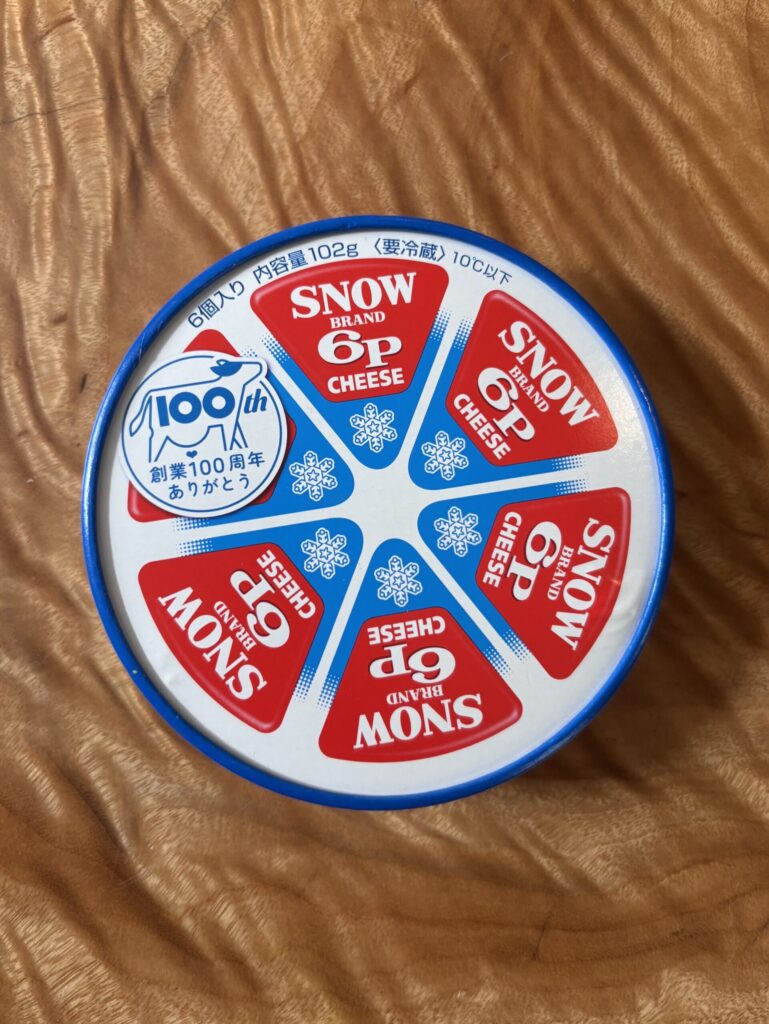 6個入り 内容量102g 〈要冷蔵〉10℃以下
SNOW
BRAND
6P
CHEESE
SNOW
BRAND
6P
CHEESE
SNOW
BRAND
6P
CHEESE
SNOW
BRAND
6P
CHEESE
SNOW
BRAND
6P
CHEESE
100th
創業100周年
ありがとう